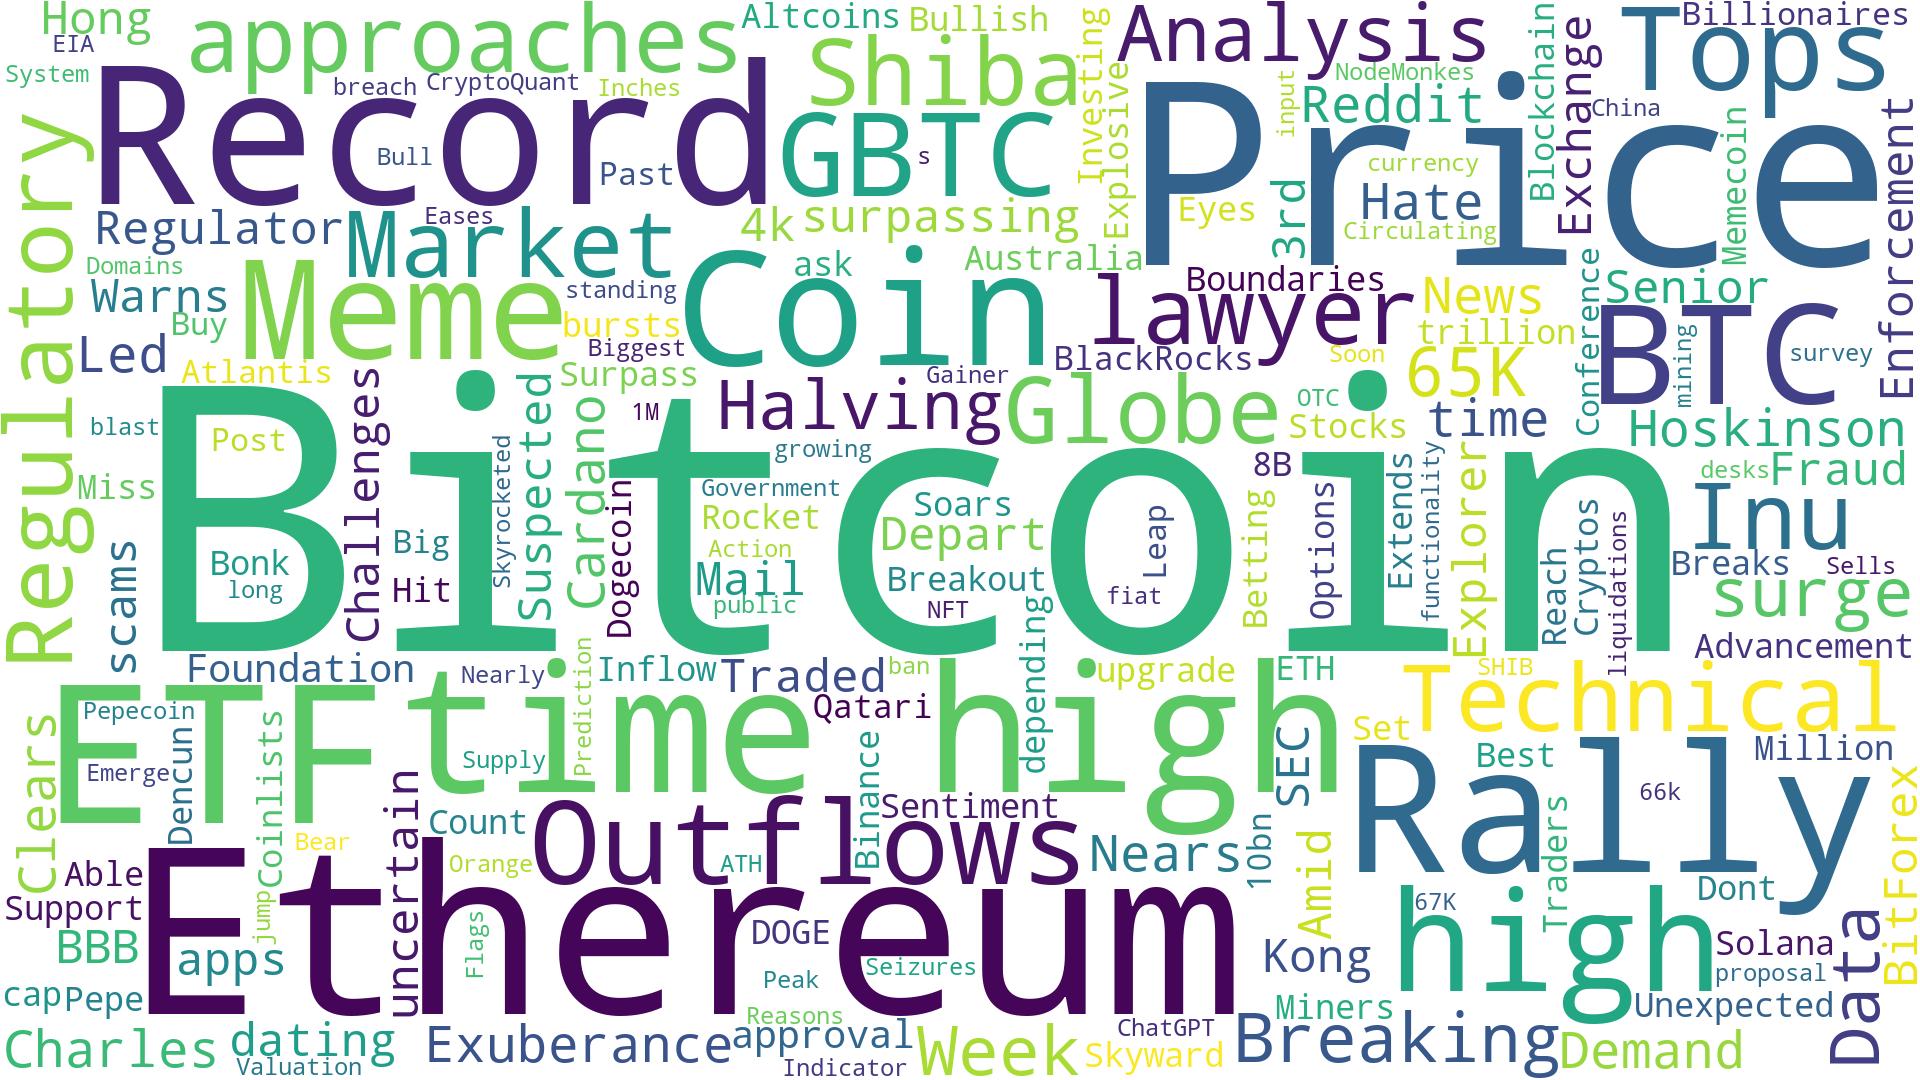 Hong
approaches
Altcoins
Bullish
Analysis
Tops
Billionaires
EIA
System
Record
breach
CryptoQuant
Inches
Shiba
Investing
Explosive
NodeMonkes
input
Reddit
Blockchain
Exchange
China
Regulatory
Bull
Past
GBTC
s
Price
currency
3rd
Hate
Memecoin
Enforcement
Regulator
Market
Eases
4k
surpassing
Eyes
Circulating
Domains
Warns
Meme
standing
Coin
ask
Australia
Boundaries
lawyer
News
Conference
Senior
Buy
bursts
trillion
BTC
mining
survey
Led
Biggest
BlackRocks
Soon
65K
Atlantis
Challenges
Suspected
Surpass
Gainer
Halving
Globe
OTC
Stocks
time
Hoskinson
blast
Post
Bitcoin
Cardano
1M
growing
8B
functionality
Explorer
desks
Fraud
Miss
Skyrocketed
Dogecoin
Government
Soars
Rocket
Depart
Leap
Betting
Options
Extends
Cryptos
liquidations
Inu
scams
Bonk
long
Big
Hit
Action
Mail
public
Breakout
NFT
fiat
Reach
Breaks
Sells
surge
Advancement
Foundation
Nearly
Prediction
Inflow
Traded
ban
depending
upgrade
ETH
SHIB
Technical
Clears
Pepecoin
ETF
time high
Qatari
Set
Emerge
Dencun
Coinlists
Supply
Binance
SEC
Best
Million
Bear
uncertain
Count
Outflows
Sentiment
Rally
66k
BitForex
Able
Orange
ATH
Nears
10bn
Amid
Traders
Dont
Support
jump
Ethereum
67K
high
BBB
apps
Flags
DOGE
Kong
Solana
Data
cap
Pepe
Peak
Seizures
proposal
Miners
Unexpected
Charles
dating
Valuation
Exuberance
Reasons
approval
Indicator
Week
ChatGPT
Skyward
Breaking
Demand